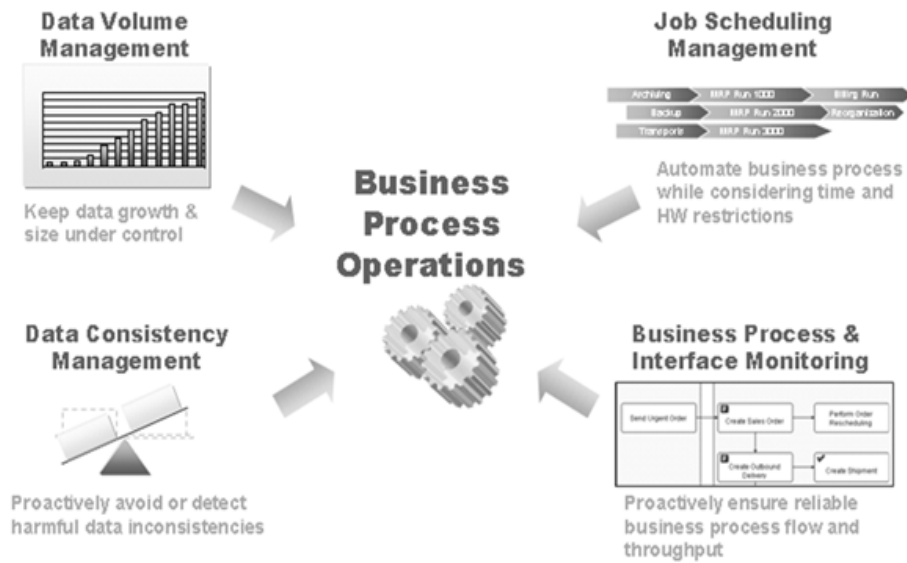 Data Volume
Management
Keep data growth &
size under control
Job Scheduling
Management
Archiving MRP Run 1000 Billing Run
Backup MRP Run 2000 Reorganization
Transports MRP Run 3000
Automate business process
while considering time and
HW restrictions
Business
Process
Operations
Data Consistency
Management
Proactively avoid or detect
harmful data inconsistencies
Business Process &
Interface Monitoring
Send Urgent Order
Create Sales Order
Perform Order
Rescheduling
Create Outbound
Delivery
Create Shipment
Proactively ensure reliable
business process flow and
throughput